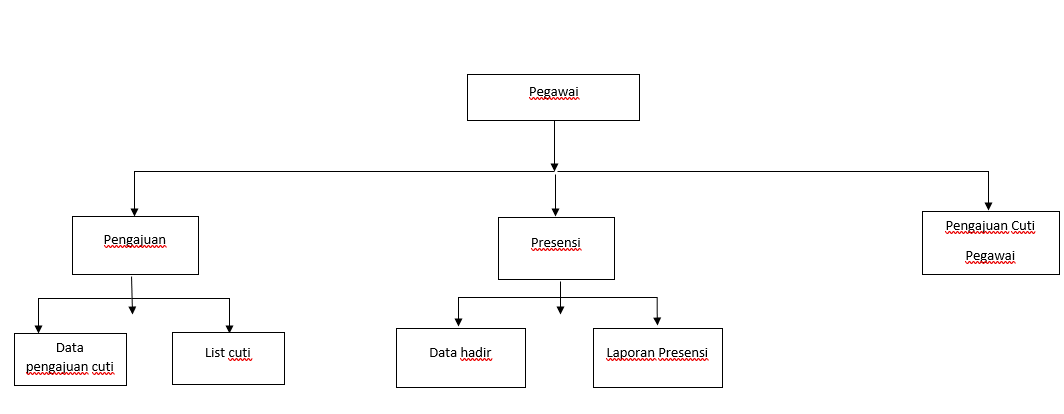 Pegawai
Pengajuan
Presensi
Pengajuan Cuti
Pegawai
Data
pengajuan cuti
List cuti
Data hadir
Laporan Presensi